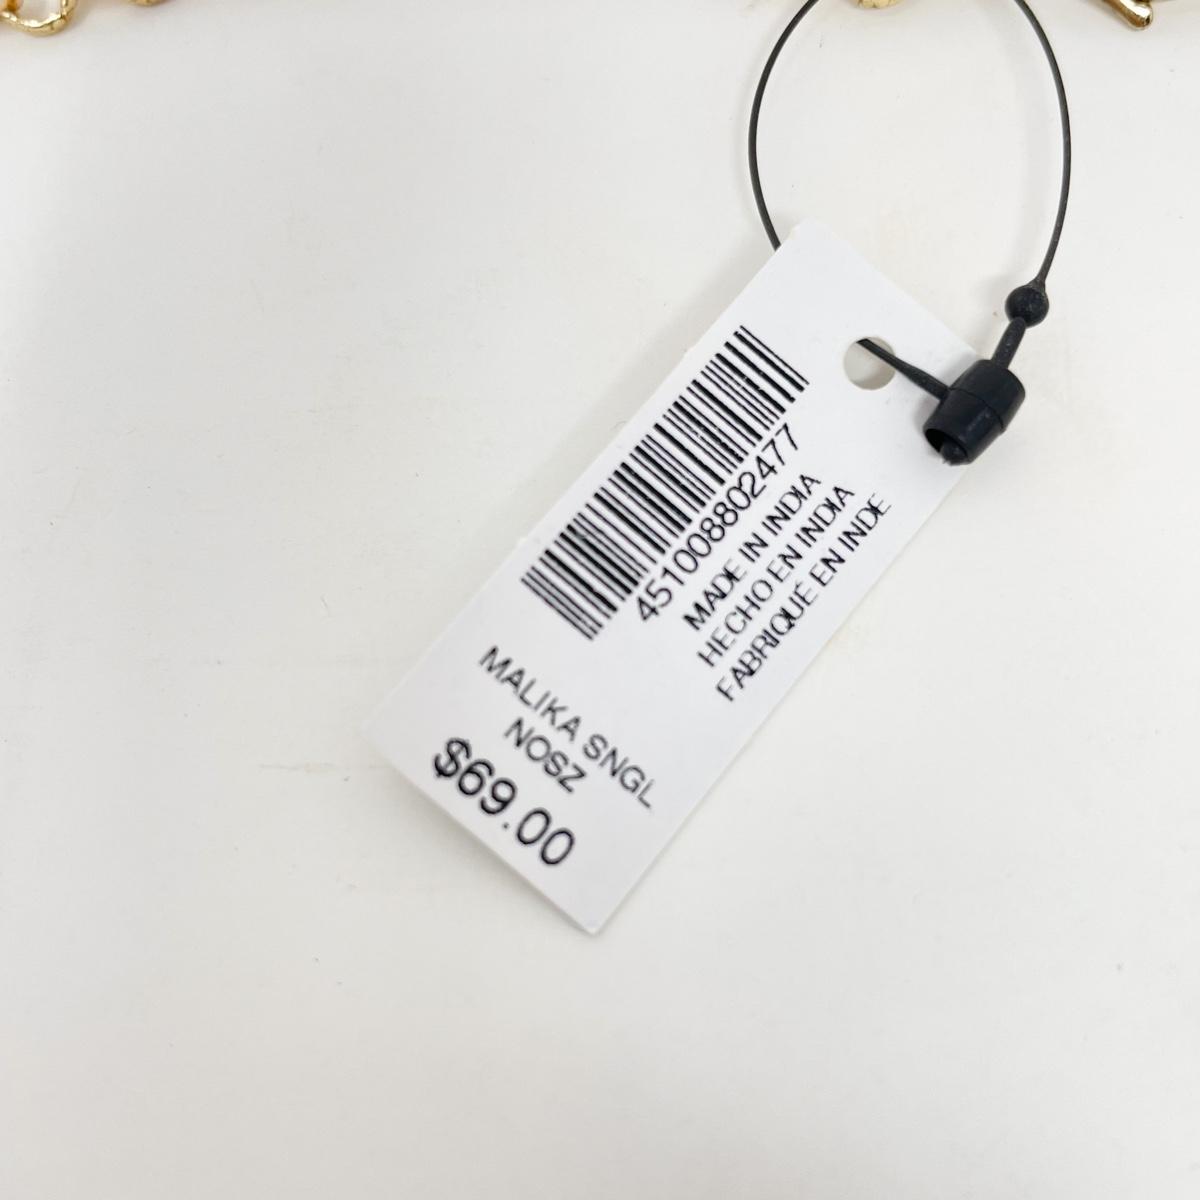 451008802477
MADE IN INDIA
HECHO EN INDIA
FABRIQUÉ EN INDE
MALIKA SNGL
NOSZ
$69.00